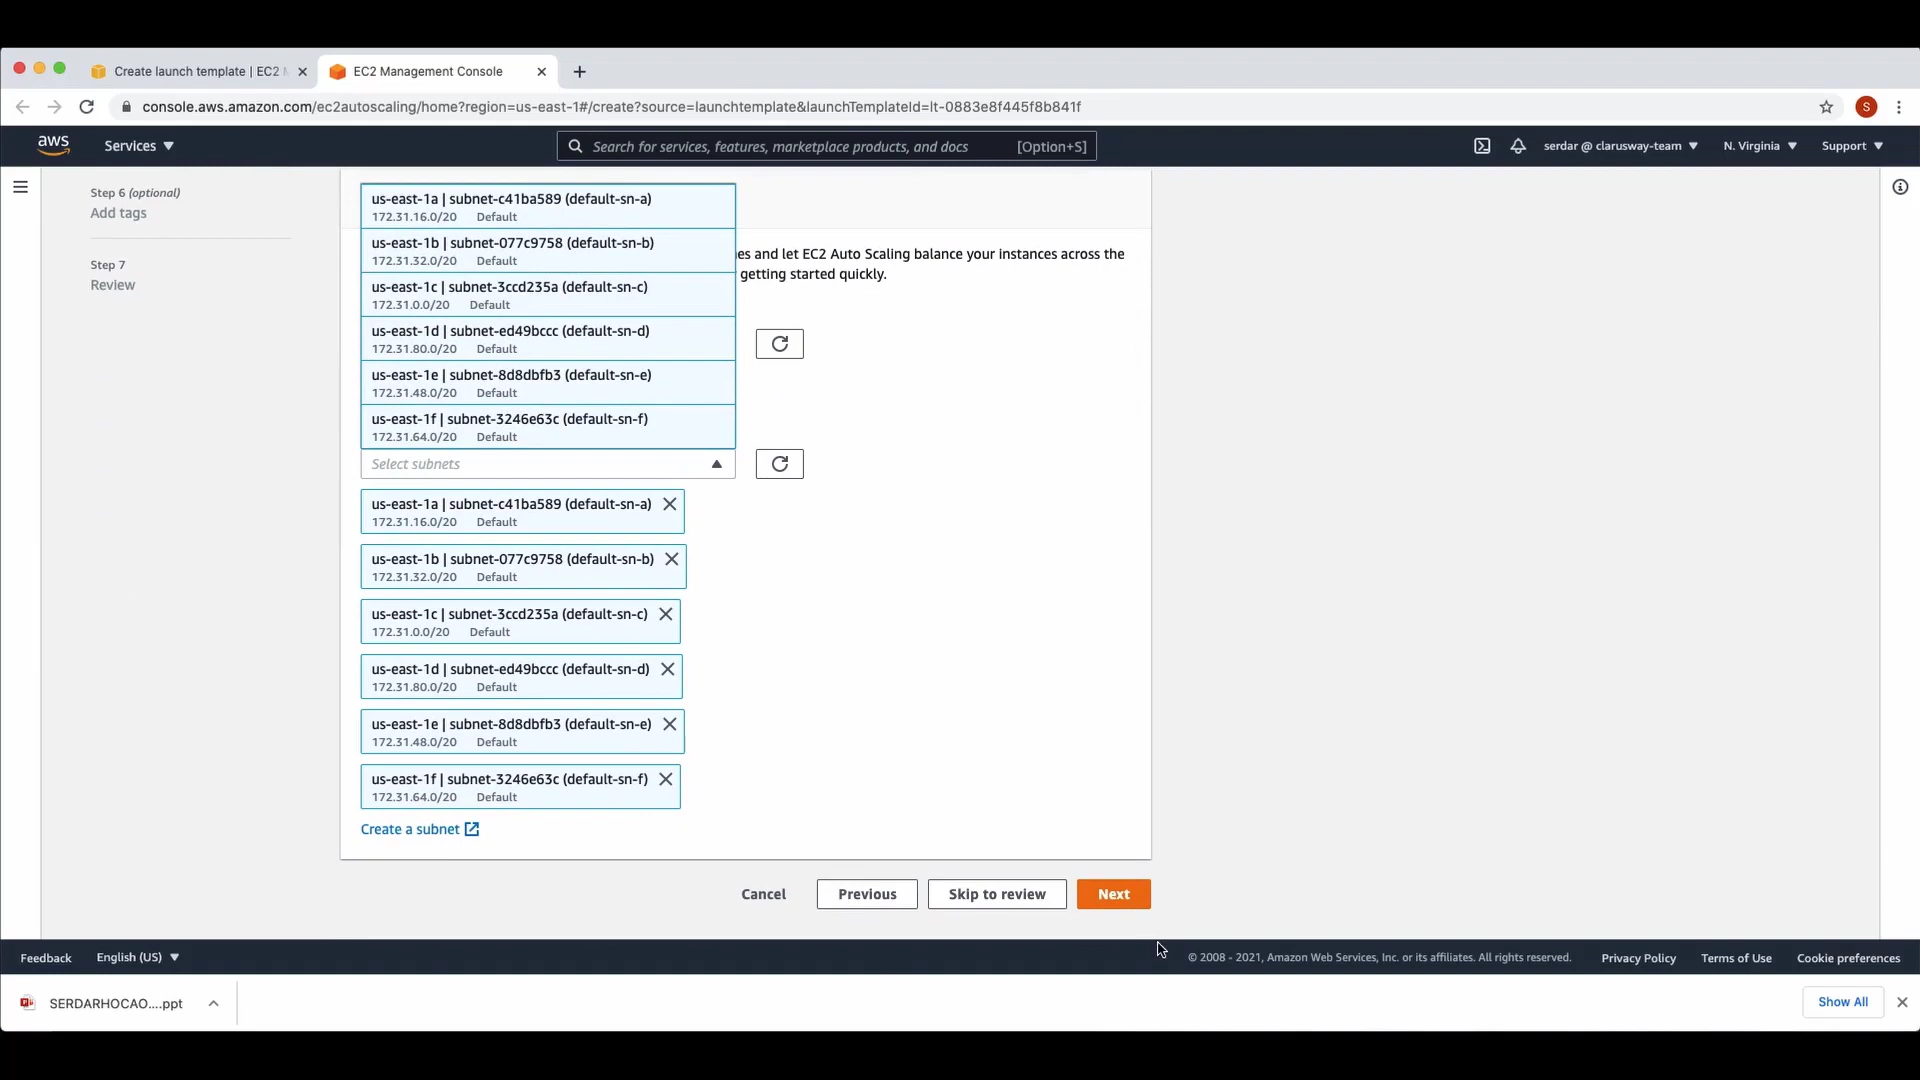 Create launch template | EC2 M
EC2 Management Console
console.aws.amazon.com/ec2autoscaling/home?region=us-east-1#/create?source=launchtemplate&launchTemplateId=lt-0883e8f445f8b841f
S
aws
Services
Search for services, features, marketplace products, and docs
[Option+S]
serdar @ clarusway-team
N. Virginia
Support
Step 6 (optional)
Add tags
Step 7
Review
us-east-1a | subnet-c41ba589 (default-sn-a)
172.31.16.0/20 Default
us-east-1b | subnet-077c9758 (default-sn-b)
172.31.32.0/20 Default
us-east-1c | subnet-3ccd235a (default-sn-c)
172.31.0.0/20 Default
us-east-1d | subnet-ed49bccc (default-sn-d)
172.31.80.0/20 Default
us-east-1e | subnet-8d8dbfb3 (default-sn-e)
172.31.48.0/20 Default
us-east-1f | subnet-3246e63c (default-sn-f)
172.31.64.0/20 Default
es and let EC2 Auto Scaling balance your instances across the
getting started quickly.
Select subnets
us-east-1a | subnet-c41ba589 (default-sn-a)
172.31.16.0/20 Default
us-east-1b | subnet-077c9758 (default-sn-b)
172.31.32.0/20 Default
us-east-1c | subnet-3ccd235a (default-sn-c)
172.31.0.0/20 Default
us-east-1d | subnet-ed49bccc (default-sn-d)
172.31.80.0/20 Default
us-east-1e | subnet-8d8dbfb3 (default-sn-e)
172.31.48.0/20 Default
us-east-1f | subnet-3246e63c (default-sn-f)
172.31.64.0/20 Default
Create a subnet
Cancel
Previous
Skip to review
Next
Feedback
English (US)
© 2008 - 2021, Amazon Web Services, Inc. or its affiliates. All rights reserved.
Privacy Policy
Terms of Use
Cookie preferences
SERDARHOCAO....ppt
Show All